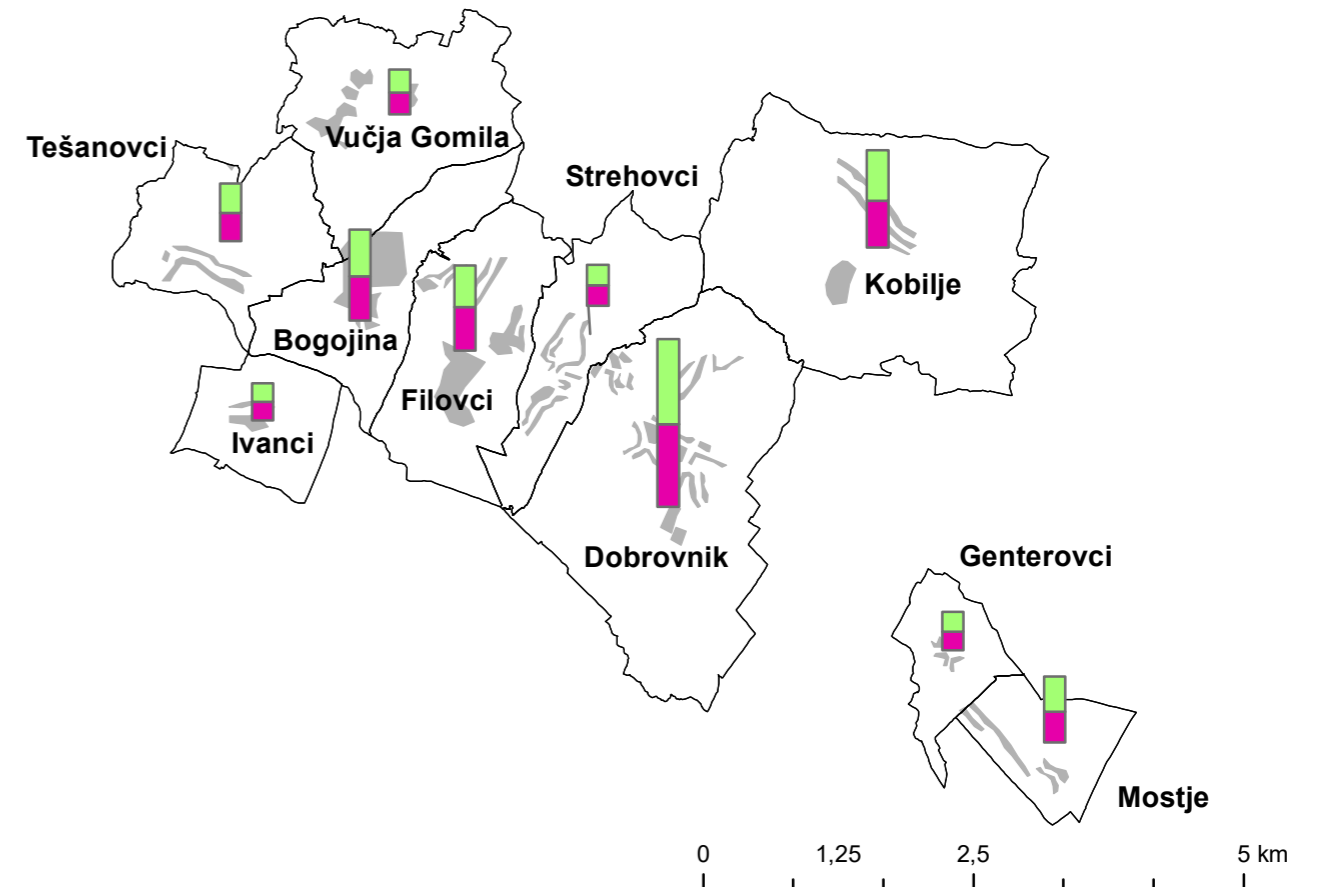 Vučja Gomila
Tešanovci
Strehovci
Kobilje
Bogojina
Filovci
Ivanci
Dobrovnik
Genterovci
Mostje
0 1,25 2,5 5 km